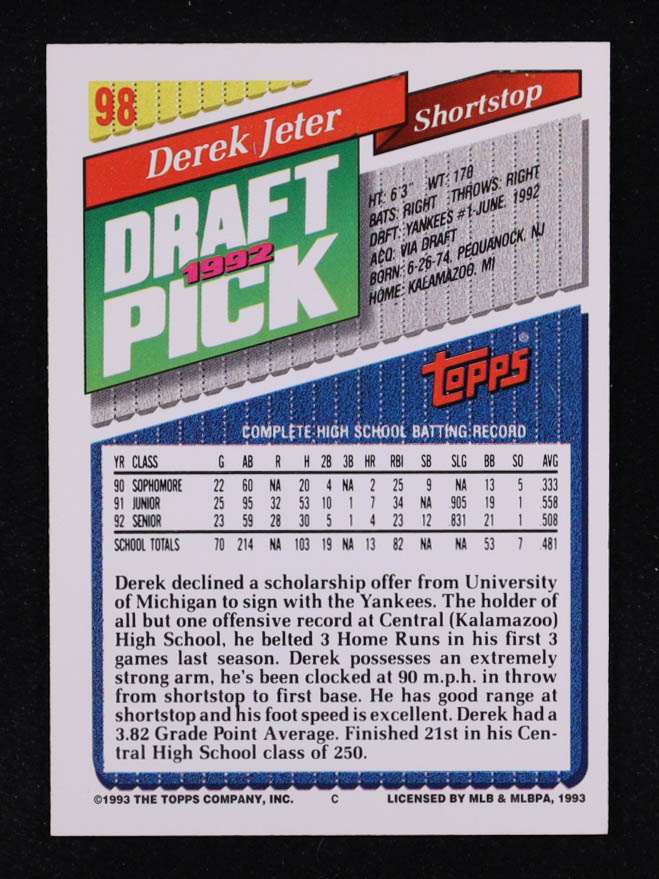 98
Derek Jeter
Shortstop
DRAFT
1992
PICK
HT: 6'3" WT: 170
BATS: RIGHT THROWS: RIGHT
DRFT: YANKEES #1-JUNE, 1992
ACQ: VIA DRAFT
BORN: 6-26-74, PEQUANOCK, NJ
HOME: KALAMAZOO, MI
TOPPS®
COMPLETE HIGH SCHOOL BATTING RECORD
YR CLASS G AB R H 2B 3B HR RBI SB SLG BB SO AVG
90 SOPHOMORE 22 60 NA 20 4 NA 2 25 9 NA 13 5 .333
91 JUNIOR 25 95 32 53 10 1 7 34 NA .905 19 1 .558
92 SENIOR 23 59 28 30 5 1 4 23 12 .831 21 1 .508
SCHOOL TOTALS 70 214 NA 103 19 NA 13 82 NA NA 53 7 .481
Derek declined a scholarship offer from University
of Michigan to sign with the Yankees. The holder of
all but one offensive record at Central (Kalamazoo)
High School, he belted 3 Home Runs in his first 3
games last season. Derek possesses an extremely
strong arm, he's been clocked at 90 m.p.h. in throw
from shortstop to first base. He has good range at
shortstop and his foot speed is excellent. Derek had a
3.82 Grade Point Average. Finished 21st in his Cen-
tral High School class of 250.
©1993 THE TOPPS COMPANY, INC. C LICENSED BY MLB & MLBPA, 1993